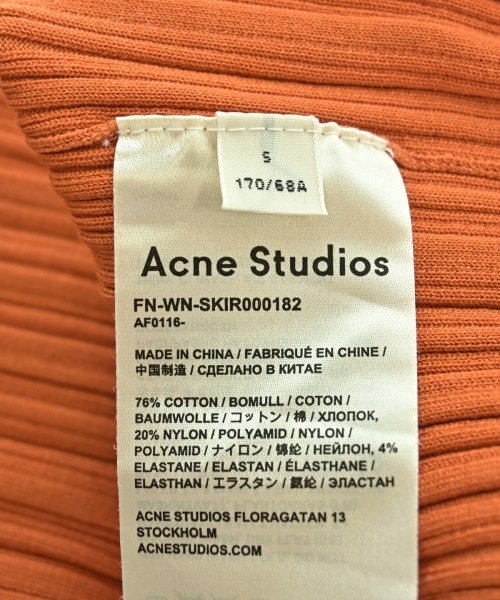 S
170/68A
Acne Studios
FN-WN-SKIR000182
AF0116-
MADE IN CHINA / FABRIQUÉ EN CHINE /
中国制造 / СДЕЛАНО В КИТАЕ
76% COTTON / BOMULL / COTON /
BAUMWOLLE / コットン / 棉 / ХЛОПОК,
20% NYLON / POLYAMID / NYLON /
POLYAMID / ナイロン / 锦纶 / НЕЙЛОН, 4%
ELASTANE / ELASTAN / ÉLASTHANE /
ELASTHAN / エラスタン / 氨纶 / ЭЛАСТАН
ACNE STUDIOS FLORAGATAN 13
STOCKHOLM
ACNESTUDIOS.COM